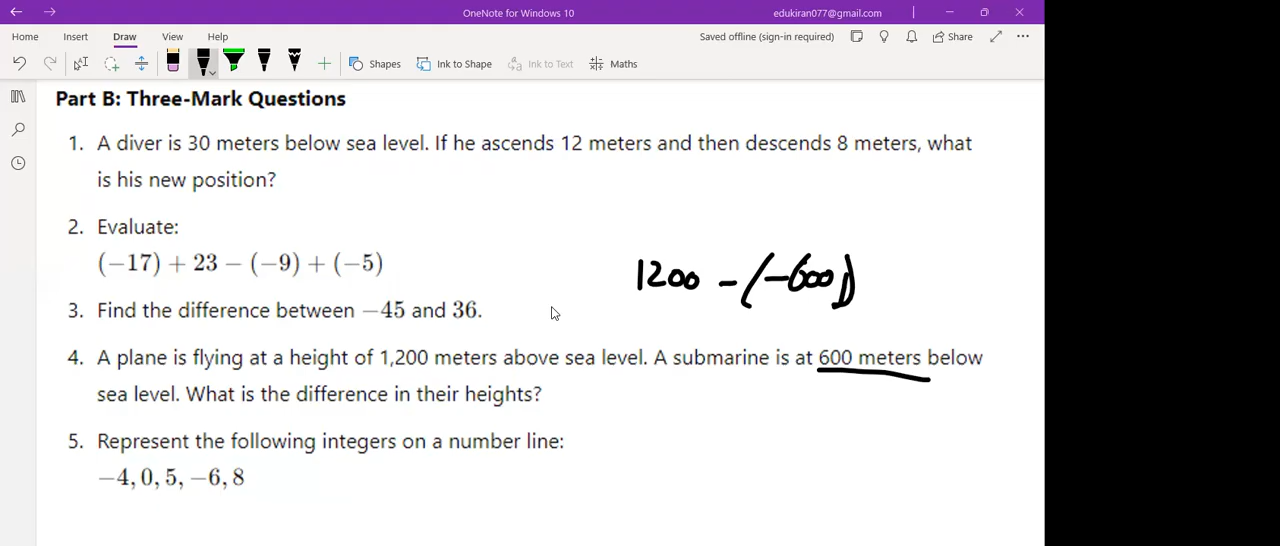 OneNote for Windows 10
edukiran077@gmail.com
Home Insert Draw View Help
Saved offline (sign-in required) Share
Shapes Ink to Shape Ink to Text Maths
Part B: Three-Mark Questions
1. A diver is 30 meters below sea level. If he ascends 12 meters and then descends 8 meters, what
is his new position?
2. Evaluate:
(−17) + 23 − (−9) + (−5)
1200 - (-600)
3. Find the difference between −45 and 36.
4. A plane is flying at a height of 1,200 meters above sea level. A submarine is at 600 meters below
sea level. What is the difference in their heights?
5. Represent the following integers on a number line:
−4, 0, 5, −6, 8